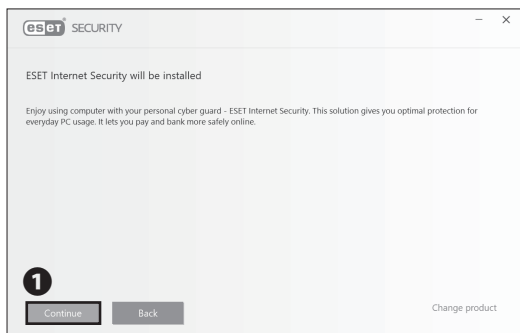 eset SECURITY
ESET Internet Security will be installed
Enjoy using computer with your personal cyber guard - ESET Internet Security. This solution gives you optimal protection for
everyday PC usage. It lets you pay and bank more safely online.
1
Continue Back Change product